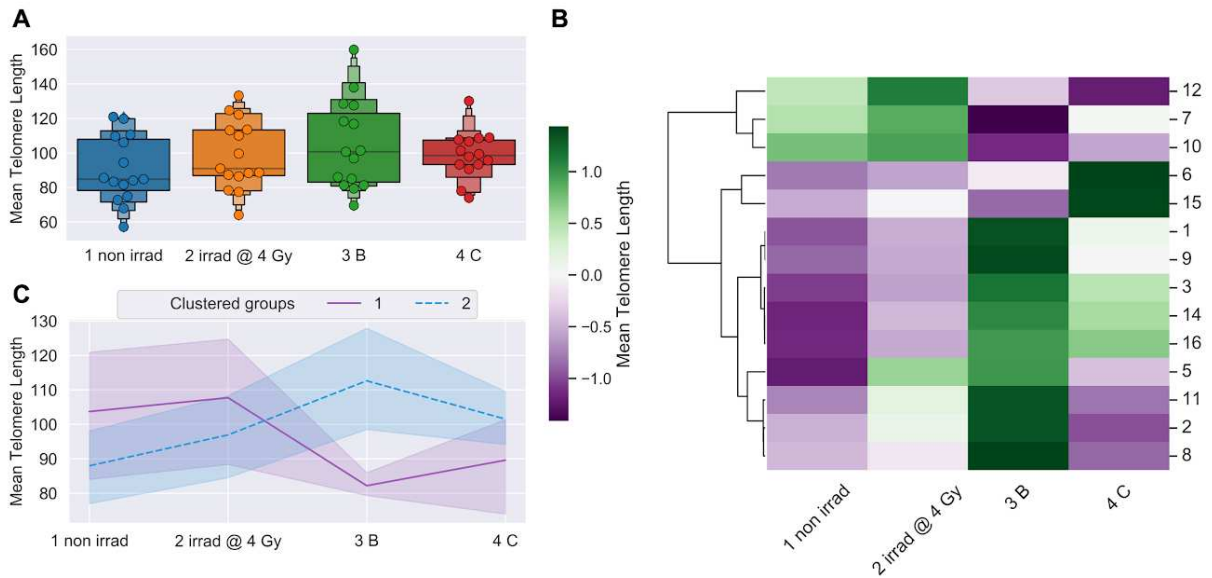 A
Mean Telomere Length
160
140
120
100
80
60
1 non irrad
2 irrad @ 4 Gy
3 B
4 C
C
Clustered groups
1
2
Mean Telomere Length
130
120
110
100
90
80
1 non irrad
2 irrad @ 4 Gy
3 B
4 C
B
1.0
0.5
0.0
−0.5
−1.0
Mean Telomere Length
12
7
10
6
15
1
9
3
14
16
5
11
2
8
1 non irrad
2 irrad @ 4 Gy
3 B
4 C